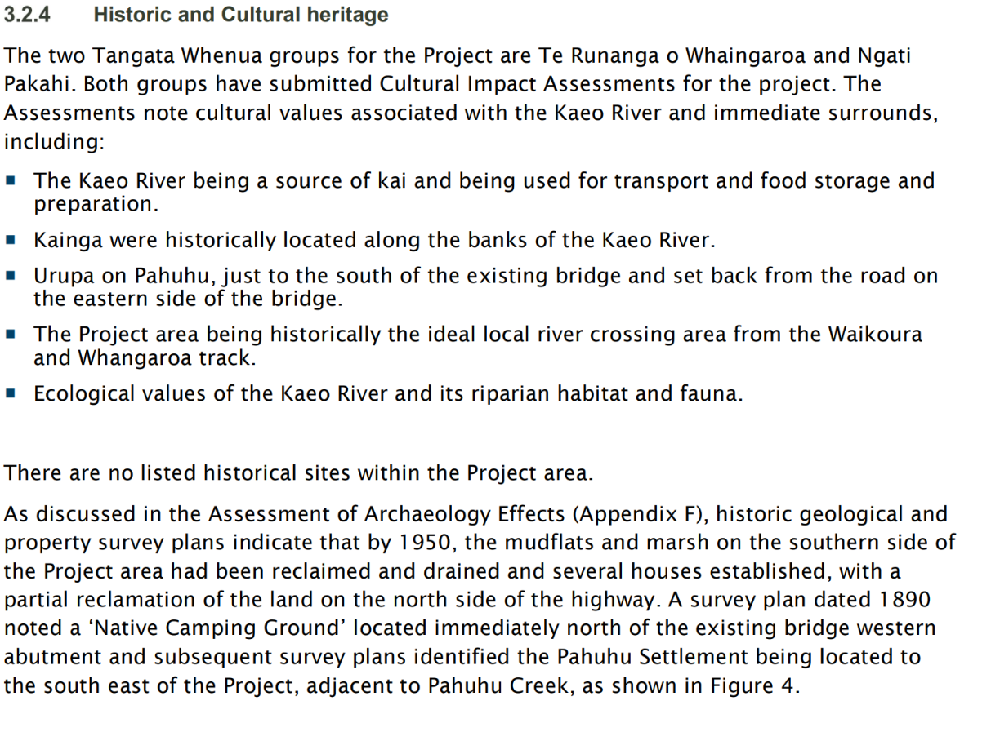 3.2.4 Historic and Cultural heritage
The two Tangata Whenua groups for the Project are Te Runanga o Whaingaroa and Ngati
Pakahi. Both groups have submitted Cultural Impact Assessments for the project. The
Assessments note cultural values associated with the Kaeo River and immediate surrounds,
including:
▪ The Kaeo River being a source of kai and being used for transport and food storage and
preparation.
▪ Kainga were historically located along the banks of the Kaeo River.
▪ Urupa on Pahuhu, just to the south of the existing bridge and set back from the road on
the eastern side of the bridge.
▪ The Project area being historically the ideal local river crossing area from the Waikoura
and Whangaroa track.
▪ Ecological values of the Kaeo River and its riparian habitat and fauna.
There are no listed historical sites within the Project area.
As discussed in the Assessment of Archaeology Effects (Appendix F), historic geological and
property survey plans indicate that by 1950, the mudflats and marsh on the southern side of
the Project area had been reclaimed and drained and several houses established, with a
partial reclamation of the land on the north side of the highway. A survey plan dated 1890
noted a ‘Native Camping Ground’ located immediately north of the existing bridge western
abutment and subsequent survey plans identified the Pahuhu Settlement being located to
the south east of the Project, adjacent to Pahuhu Creek, as shown in Figure 4.